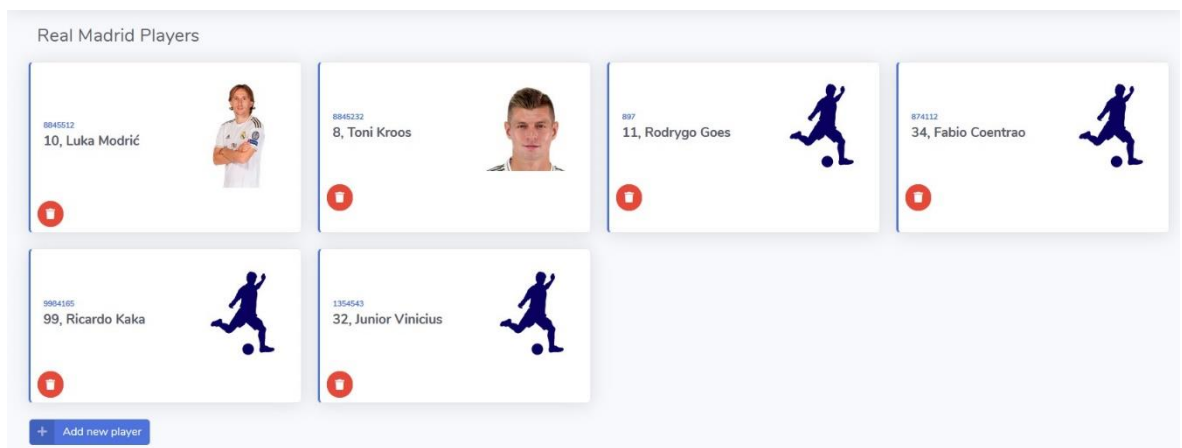 Real Madrid Players
8845512
10, Luka Modrić
8845232
8, Toni Kroos
897
11, Rodrygo Goes
874112
34, Fabio Coentrao
9984165
99, Ricardo Kaka
1354543
32, Junior Vinicius
+ Add new player